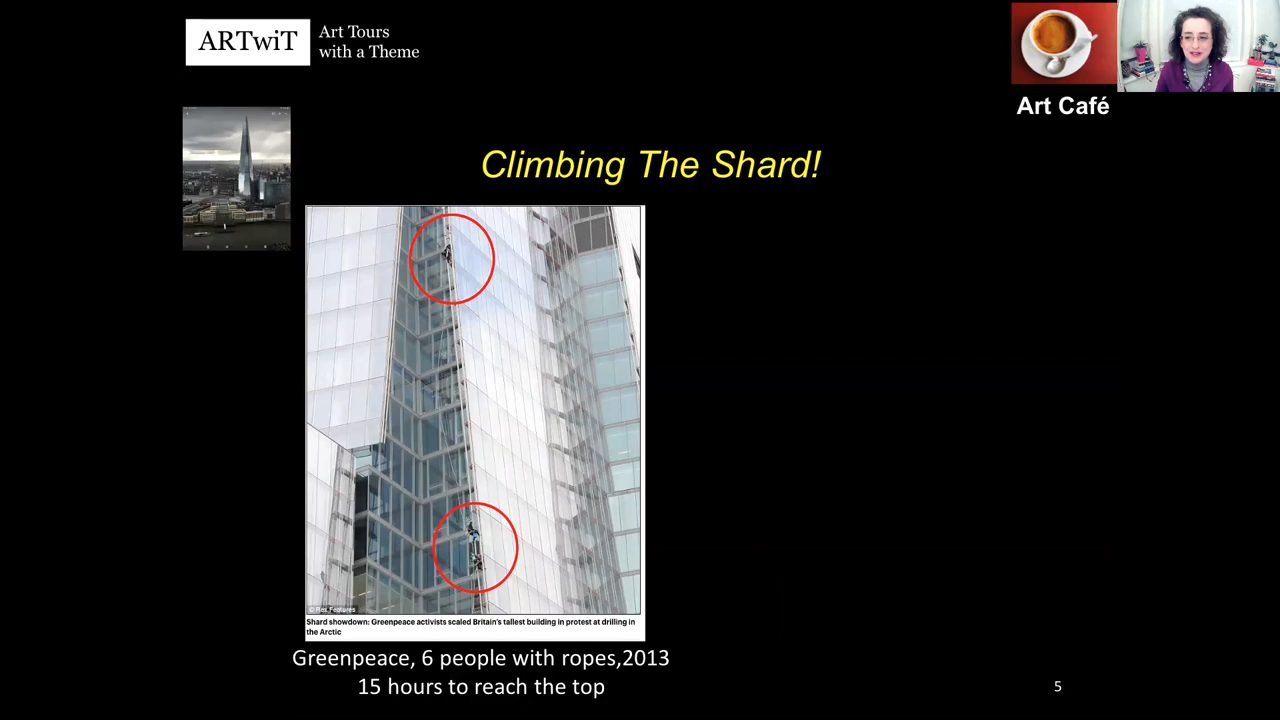 ARTwiT
Art Tours
with a Theme
Art Café
Climbing The Shard!
© Rex Features
Shard showdown: Greenpeace activists scaled Britain's tallest building in protest at drilling in
the Arctic
Greenpeace, 6 people with ropes,2013
15 hours to reach the top
5